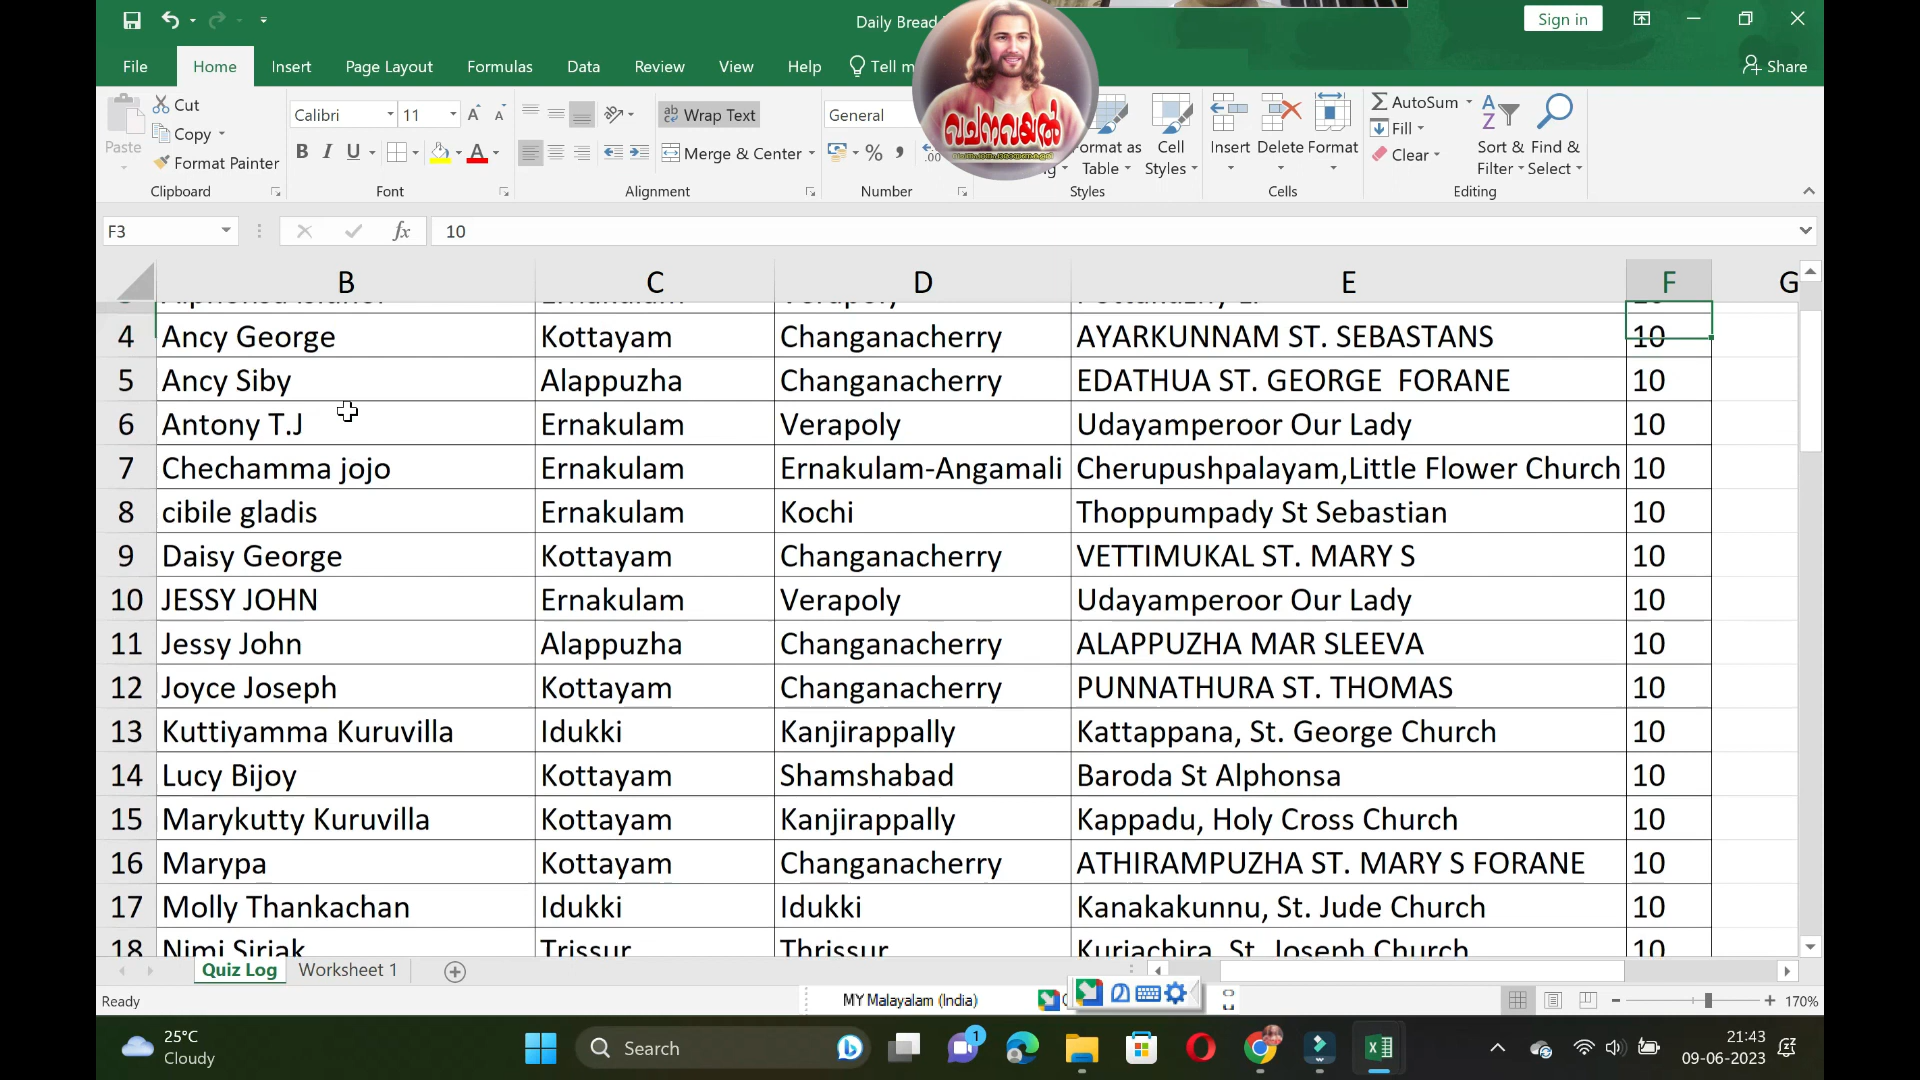 Daily Bread
Sign in
File Home Insert Page Layout Formulas Data Review View Help Tell m Share
Paste Cut Copy Format Painter Clipboard
Calibri 11 B I U Font
Wrap Text Merge & Center Alignment
General % Number
ormat as Table Cell Styles Styles
Insert Delete Format Cells
AutoSum Fill Clear Sort & Filter Find & Select Editing
വചനവയൽ
F3 fx 10
B C D E F G
4 Ancy George Kottayam Changanacherry AYARKUNNAM ST. SEBASTANS 10
5 Ancy Siby Alappuzha Changanacherry EDATHUA ST. GEORGE  FORANE 10
6 Antony T.J Ernakulam Verapoly Udayamperoor Our Lady 10
7 Chechamma jojo Ernakulam Ernakulam-Angamali Cherupushpalayam,Little Flower Church 10
8 cibile gladis Ernakulam Kochi Thoppumpady St Sebastian 10
9 Daisy George Kottayam Changanacherry VETTIMUKAL ST. MARY S 10
10 JESSY JOHN Ernakulam Verapoly Udayamperoor Our Lady 10
11 Jessy John Alappuzha Changanacherry ALAPPUZHA MAR SLEEVA 10
12 Joyce Joseph Kottayam Changanacherry PUNNATHURA ST. THOMAS 10
13 Kuttiyamma Kuruvilla Idukki Kanjirappally Kattappana, St. George Church 10
14 Lucy Bijoy Kottayam Shamshabad Baroda St Alphonsa 10
15 Marykutty Kuruvilla Kottayam Kanjirappally Kappadu, Holy Cross Church 10
16 Marypa Kottayam Changanacherry ATHIRAMPUZHA ST. MARY S FORANE 10
17 Molly Thankachan Idukki Idukki Kanakakunnu, St. Jude Church 10
18 Nimi Siriak Trissur Thrissur Kuriachira, St. Joseph Church 10
Quiz Log Worksheet 1
Ready MY Malayalam (India) 170%
25°C
Cloudy
Search
1
21:43
09-06-2023